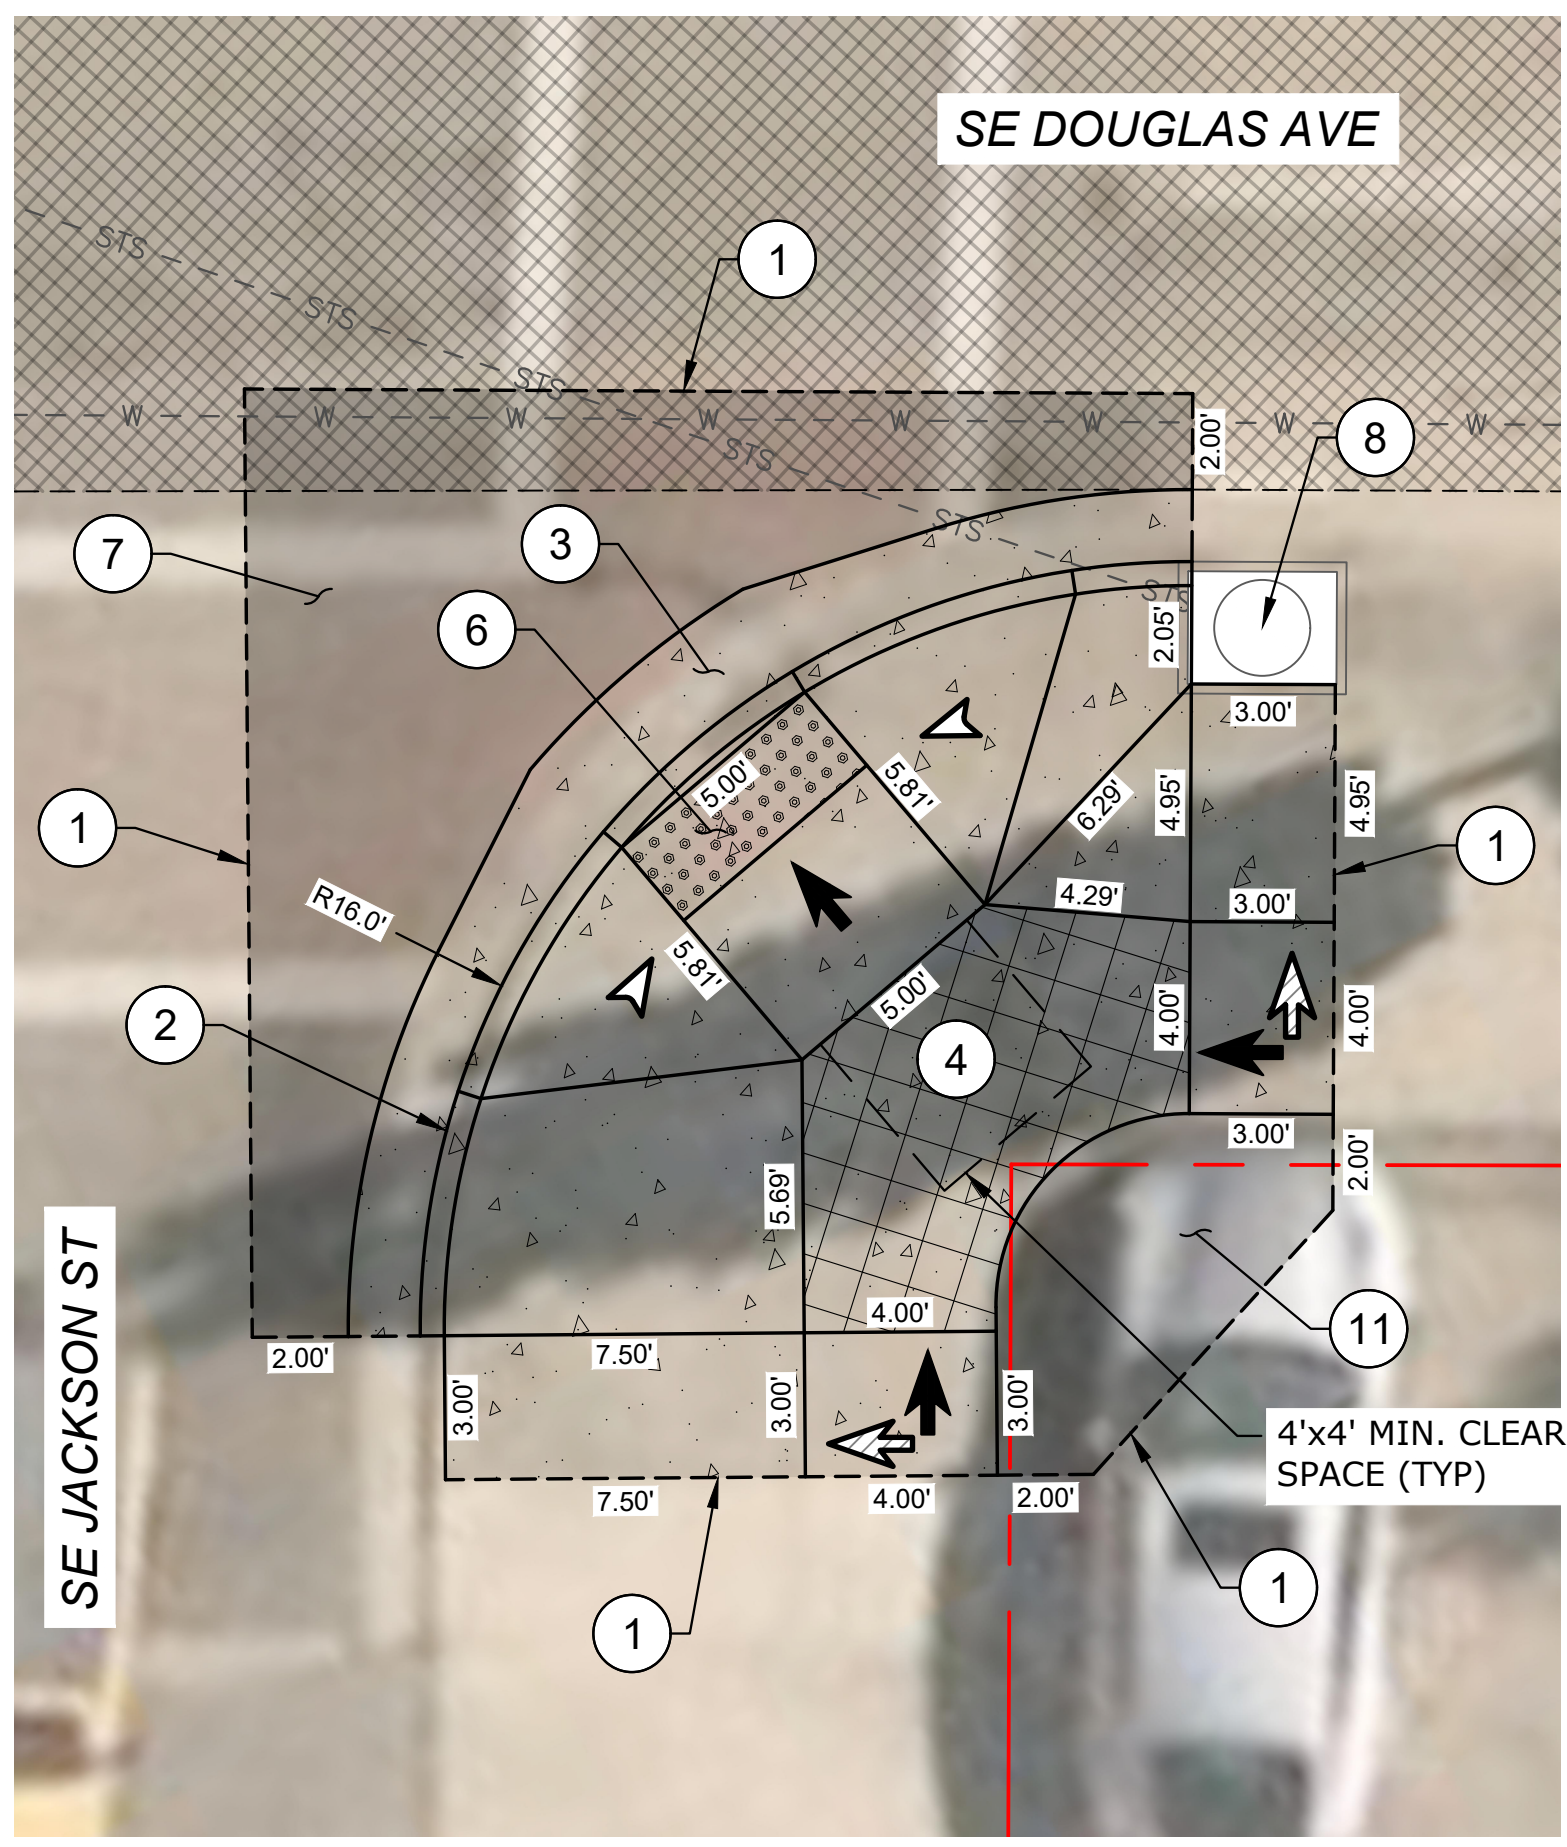 SE DOUGLAS AVE
STS
1
STS
STS
W
W
W
W
W
W
W
W
2.00'
8
STS
STS
7
3
STS
6
2.05'
3.00'
5.00'
5.81'
6.29'
4.95'
4.95'
1
1
R16.0'
4.29'
3.00'
5.81'
5.00'
4.00'
4.00'
2
4
3.00'
2.00'
5.69'
SE JACKSON ST
4.00'
11
2.00'
7.50'
3.00'
3.00'
3.00'
4'x4' MIN. CLEAR
SPACE (TYP)
7.50'
4.00'
2.00'
1
1